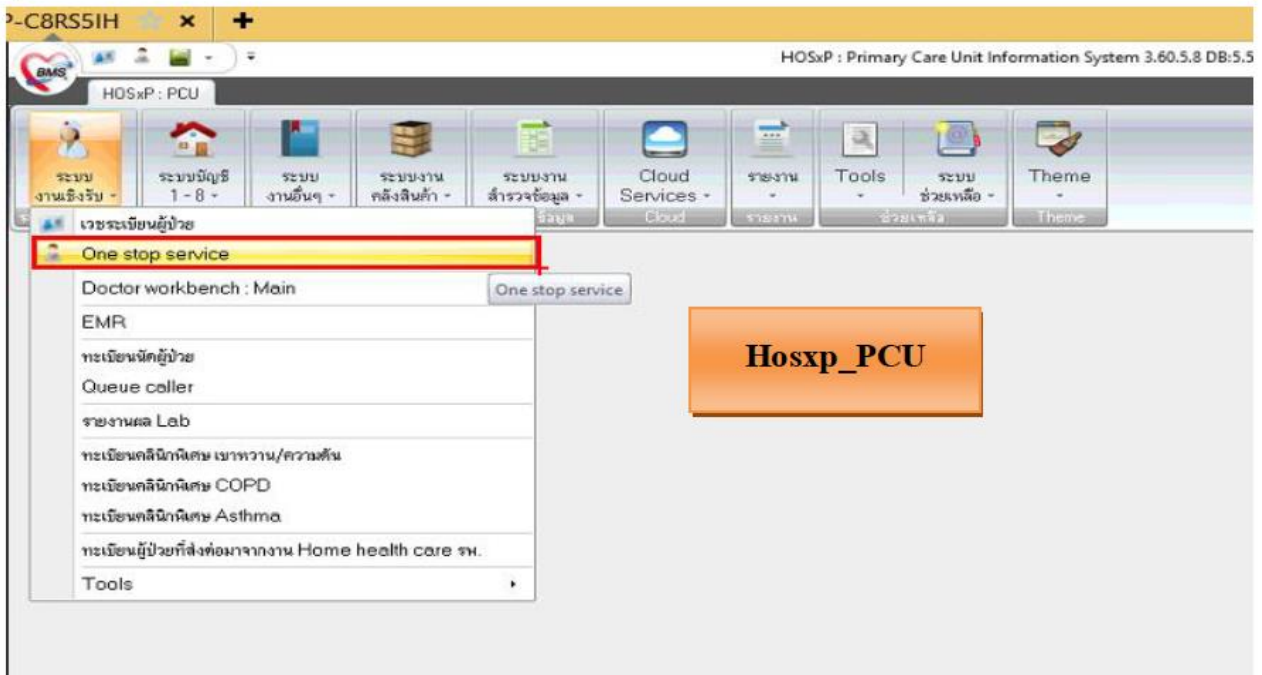 P-C8RS5IH
BMS
HOSxP : Primary Care Unit Information System 3.60.5.8 DB:5.5
HOSxP : PCU
ระบบ
งานเชิงรับ
ระบบบัญชี
1 - 8
ระบบ
งานอื่นๆ
ระบบงาน
คลังสินค้า
ระบบงาน
สำรวจข้อมูล
Cloud
Services
รายงาน
Tools
ระบบ
ช่วยเหลือ
Theme
ข้อมูล
Cloud
รายงาน
ช่วยเหลือ
Theme
เวชระเบียนผู้ป่วย
One stop service
Doctor workbench : Main
One stop service
EMR
ทะเบียนนัดผู้ป่วย
Queue caller
รายงานผล Lab
ทะเบียนคลินิกพิเศษ เบาหวาน/ความดัน
ทะเบียนคลินิกพิเศษ COPD
ทะเบียนคลินิกพิเศษ Asthma
ทะเบียนผู้ป่วยที่ส่งต่อมาจากงาน Home health care รพ.
Tools
Hosxp_PCU